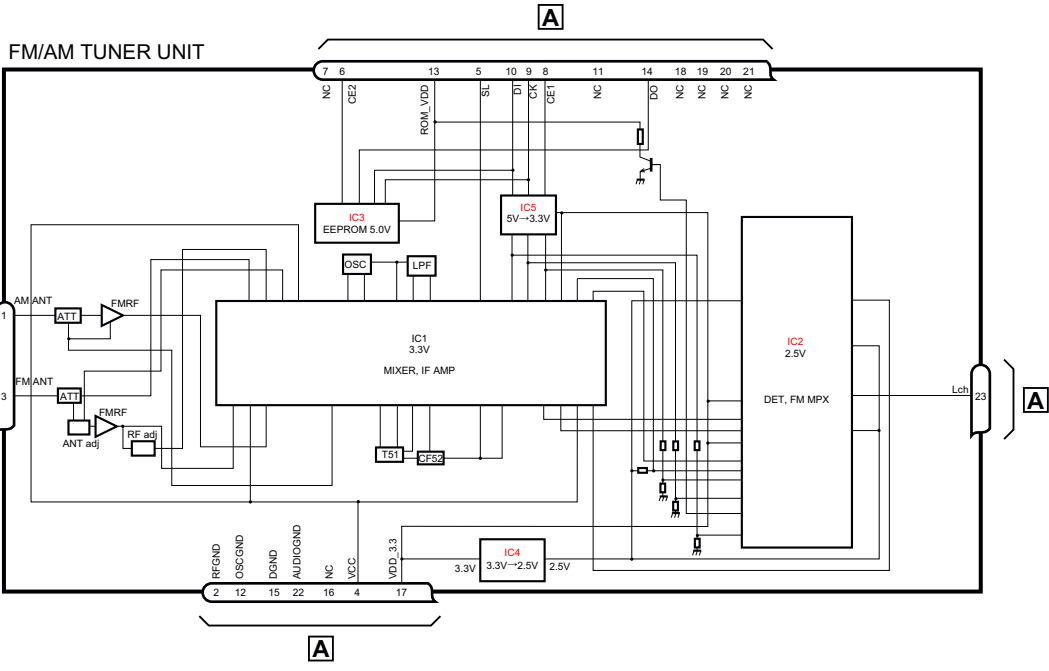 A
FM/AM TUNER UNIT
7 6 13 5 10 9 8 11 14 18 19 20 21
NC CE2 ROM_VDD SL DI CK CE1 NC DO NC NC NC NC
IC3
EEPROM 5.0V
IC5
5V→3.3V
OSC
LPF
1
AM ANT
ATT
FMRF
IC1
3.3V
MIXER, IF AMP
IC2
2.5V
DET, FM MPX
3
FM ANT
ATT
ANT adj
FMRF
RF adj
T51
CF52
Lch
23
A
RFGND OSCGND DGND AUDIOGND NC VCC VDD_3.3
2 12 15 22 16 4 17
3.3V
IC4
3.3V→2.5V
2.5V
A